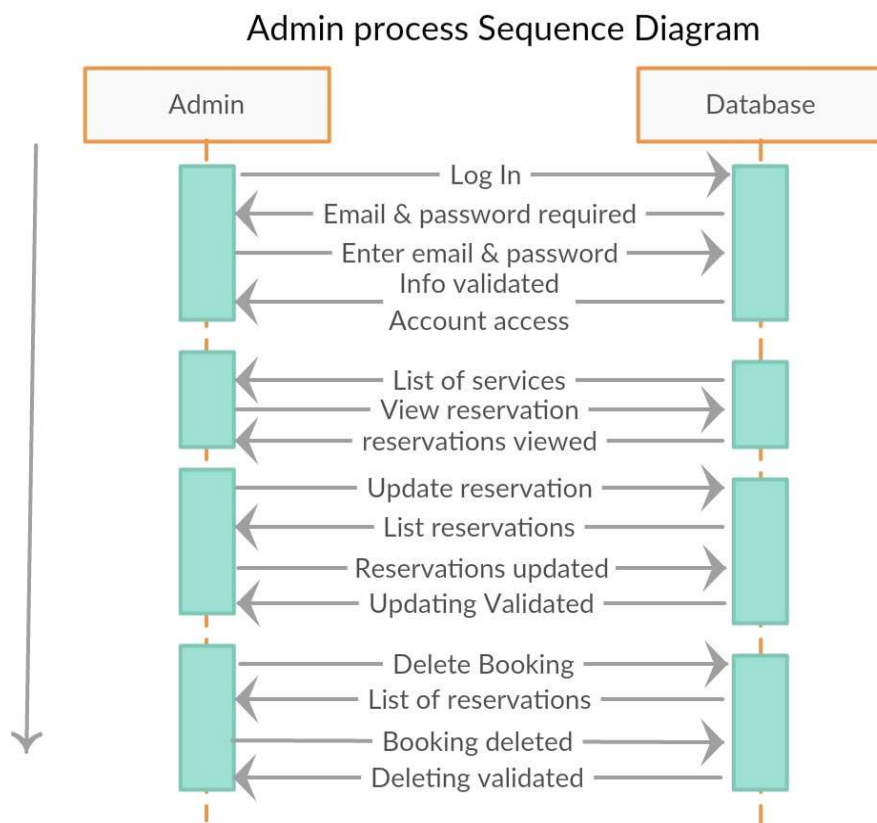 Admin process Sequence Diagram
Admin
Database
Log In
Email & password required
Enter email & password
Info validated
Account access
List of services
View reservation
reservations viewed
Update reservation
List reservations
Reservations updated
Updating Validated
Delete Booking
List of reservations
Booking deleted
Deleting validated